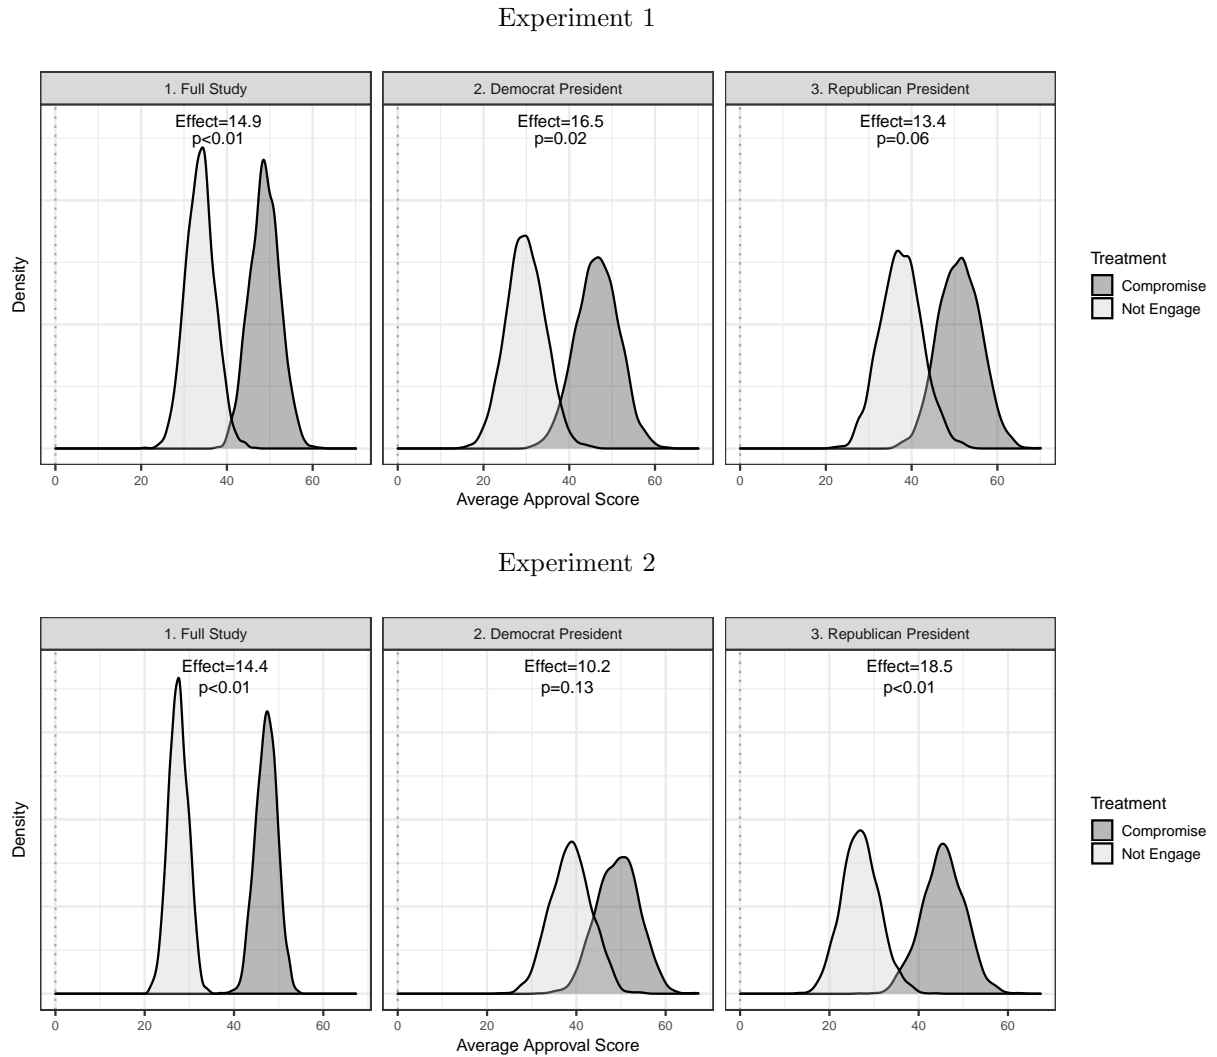 Experiment 1
1. Full Study
2. Democrat President
3. Republican President
Effect=14.9
p<0.01
Effect=16.5
p=0.02
Effect=13.4
p=0.06
Density
0 20 40 60
0 20 40 60
0 20 40 60
Average Approval Score
Treatment
Compromise
Not Engage
Experiment 2
1. Full Study
2. Democrat President
3. Republican President
Effect=14.4
p<0.01
Effect=10.2
p=0.13
Effect=18.5
p<0.01
Density
0 20 40 60
0 20 40 60
0 20 40 60
Average Approval Score
Treatment
Compromise
Not Engage